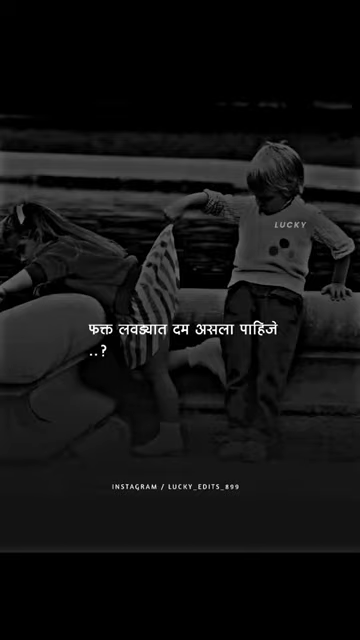 LUCKY
फक्त लवड्यात दम असला पाहिजे
..?
INSTAGRAM / LUCKY_EDITS_899